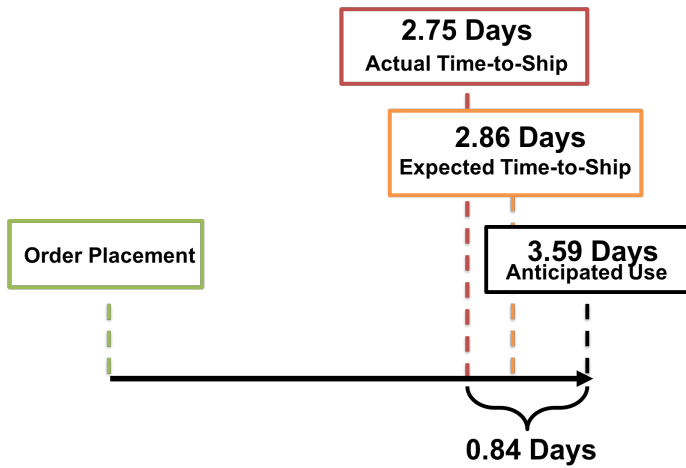 2.75 Days
Actual Time-to-Ship
2.86 Days
Expected Time-to-Ship
Order Placement
3.59 Days
Anticipated Use
0.84 Days